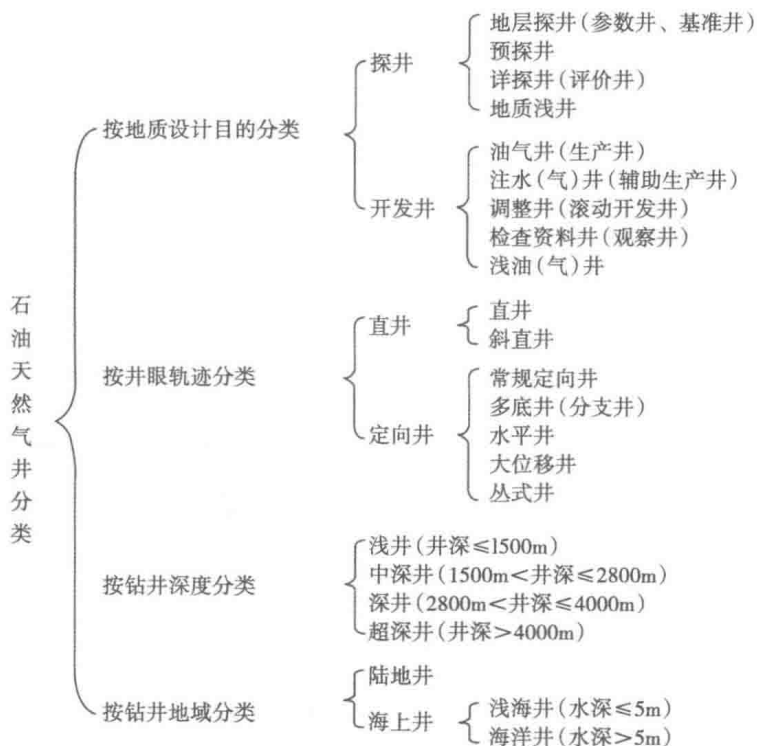 石油天然气井分类
按地质设计目的分类
探井
地层探井(参数井、基准井)
预探井
详探井(评价井)
地质浅井
开发井
油气井(生产井)
注水(气)井(辅助生产井)
调整井(滚动开发井)
检查资料井(观察井)
浅油(气)井
按井眼轨迹分类
直井
直井
斜直井
定向井
常规定向井
多底井(分支井)
水平井
大位移井
丛式井
按钻井深度分类
浅井(井深≤1500m)
中深井(1500m<井深≤2800m)
深井(2800m<井深≤4000m)
超深井(井深>4000m)
按钻井地域分类
陆地井
海上井
浅海井(水深≤5m)
海洋井(水深>5m)